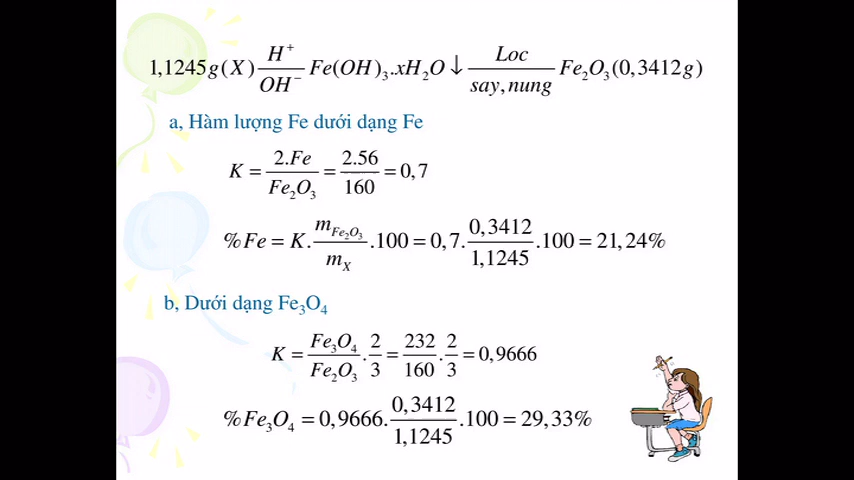 1,1245g(X) H⁺/OH⁻ Fe(OH)₃.xH₂O↓ Loc/say,nung Fe₂O₃(0,3412g)
a, Hàm lượng Fe dưới dạng Fe
K = 2.Fe/Fe₂O₃ = 2.56/160 = 0,7
%Fe = K. m_Fe₂O₃/m_X .100 = 0,7. 0,3412/1,1245 .100 = 21,24%
b, Dưới dạng Fe₃O₄
K = Fe₃O₄/Fe₂O₃ . 2/3 = 232/160 . 2/3 = 0,9666
%Fe₃O₄ = 0,9666. 0,3412/1,1245 .100 = 29,33%